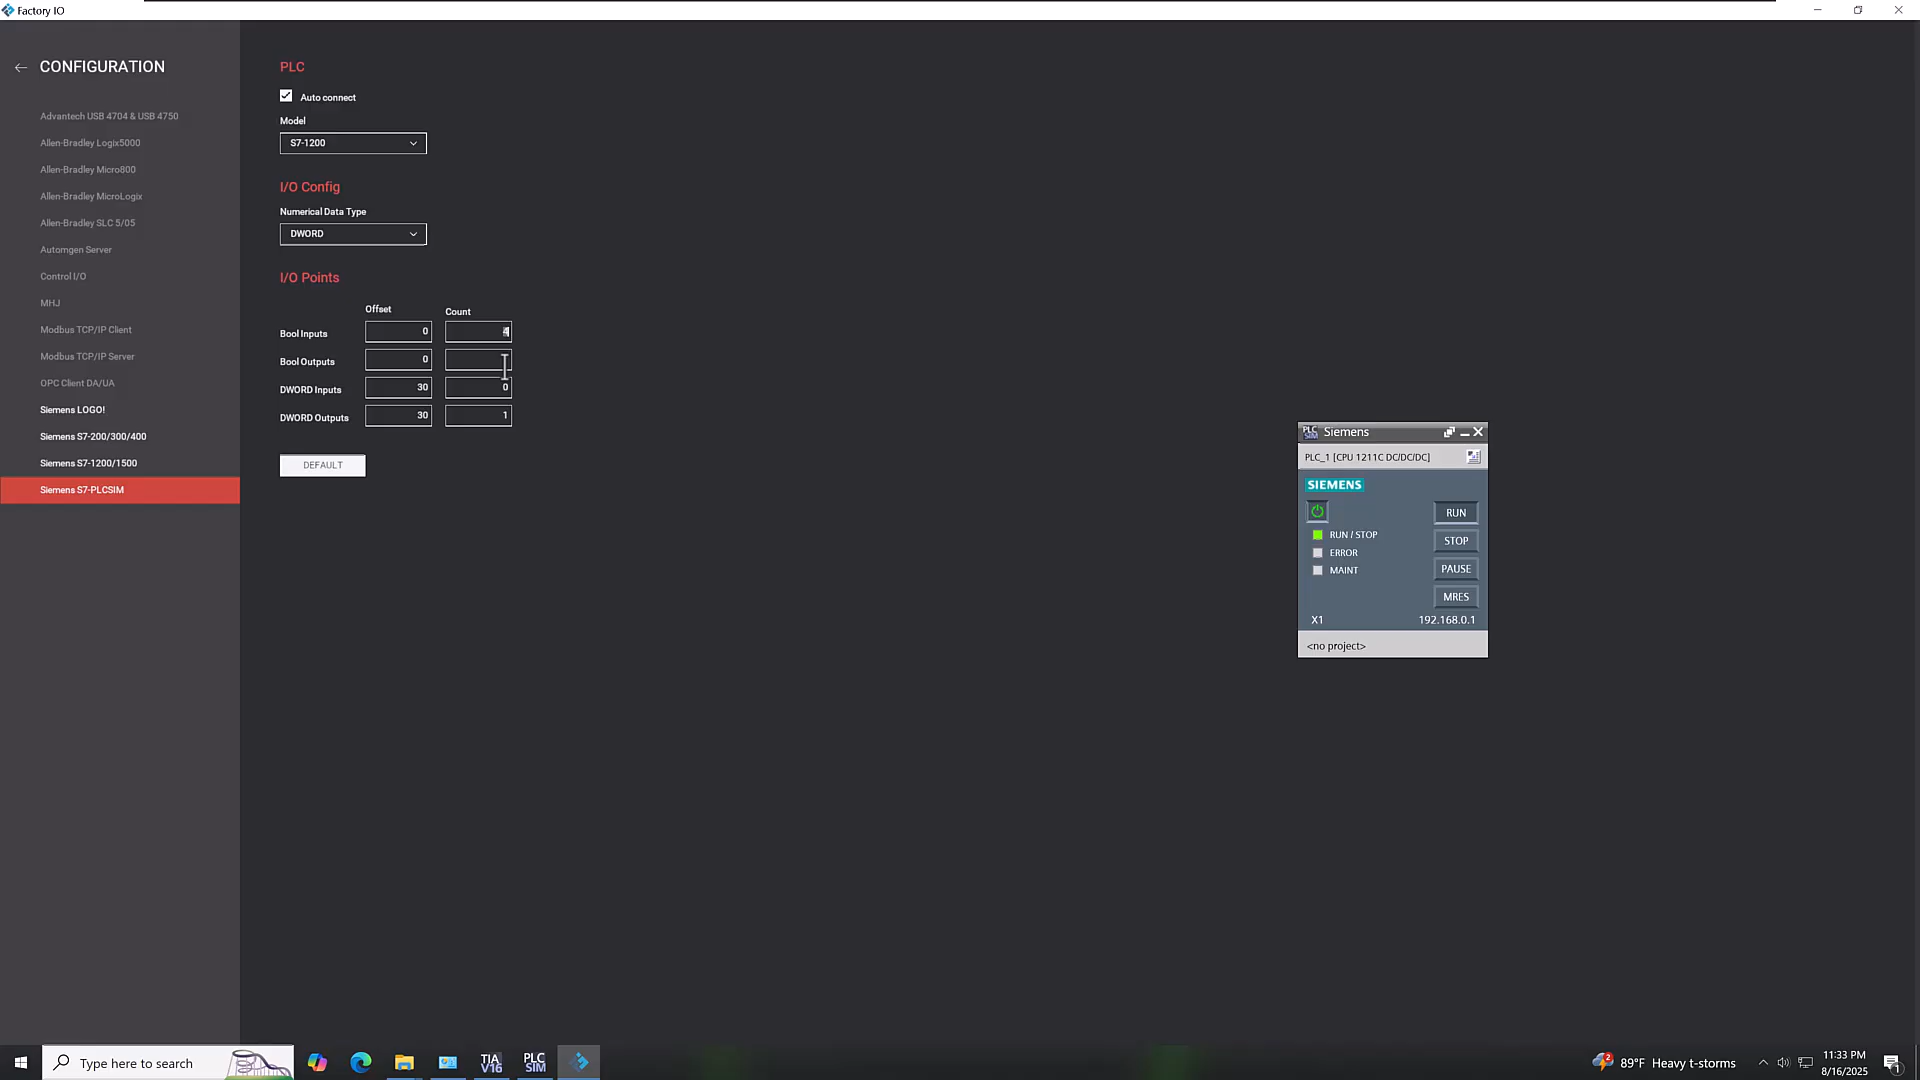 Factory IO
CONFIGURATION
Advantech USB 4704 & USB 4750
Allen-Bradley Logix5000
Allen-Bradley Micro800
Allen-Bradley MicroLogix
Allen-Bradley SLC 5/05
Automgen Server
Control I/O
MHJ
Modbus TCP/IP Client
Modbus TCP/IP Server
OPC Client DA/UA
Siemens LOGO!
Siemens S7-200/300/400
Siemens S7-1200/1500
Siemens S7-PLCSIM
PLC
Auto connect
Model
S7-1200
I/O Config
Numerical Data Type
DWORD
I/O Points
Offset Count
Bool Inputs 0 4
Bool Outputs 0
DWORD Inputs 30 0
DWORD Outputs 30 1
DEFAULT
PLC SIM Siemens
PLC_1 [CPU 1211C DC/DC/DC]
SIEMENS
RUN
RUN / STOP
STOP
ERROR
PAUSE
MAINT
MRES
X1 192.168.0.1
<no project>
Type here to search
TIA V16
PLC SIM
2
89°F Heavy t-storms
11:33 PM
8/16/2025
1